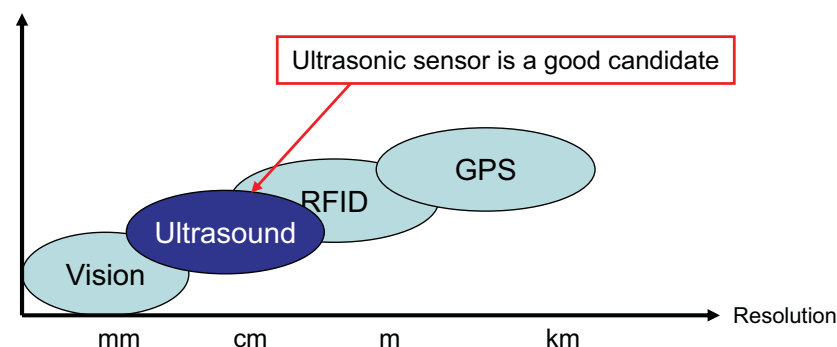 Ultrasonic sensor is a good candidate
GPS
RFID
Ultrasound
Vision
Resolution
mm cm m km